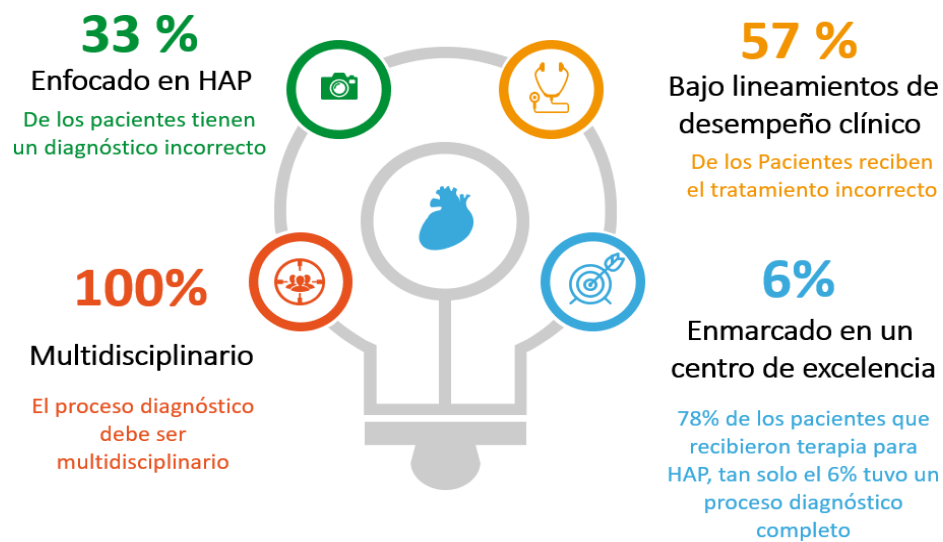 33 %
Enfocado en HAP
De los pacientes tienen
un diagnóstico incorrecto
57 %
Bajo lineamientos de
desempeño clínico
De los Pacientes reciben
el tratamiento incorrecto
100%
Multidisciplinario
El proceso diagnóstico
debe ser
multidisciplinario
6%
Enmarcado en un
centro de excelencia
78% de los pacientes que
recibieron terapia para
HAP, tan solo el 6% tuvo un
proceso diagnóstico
completo